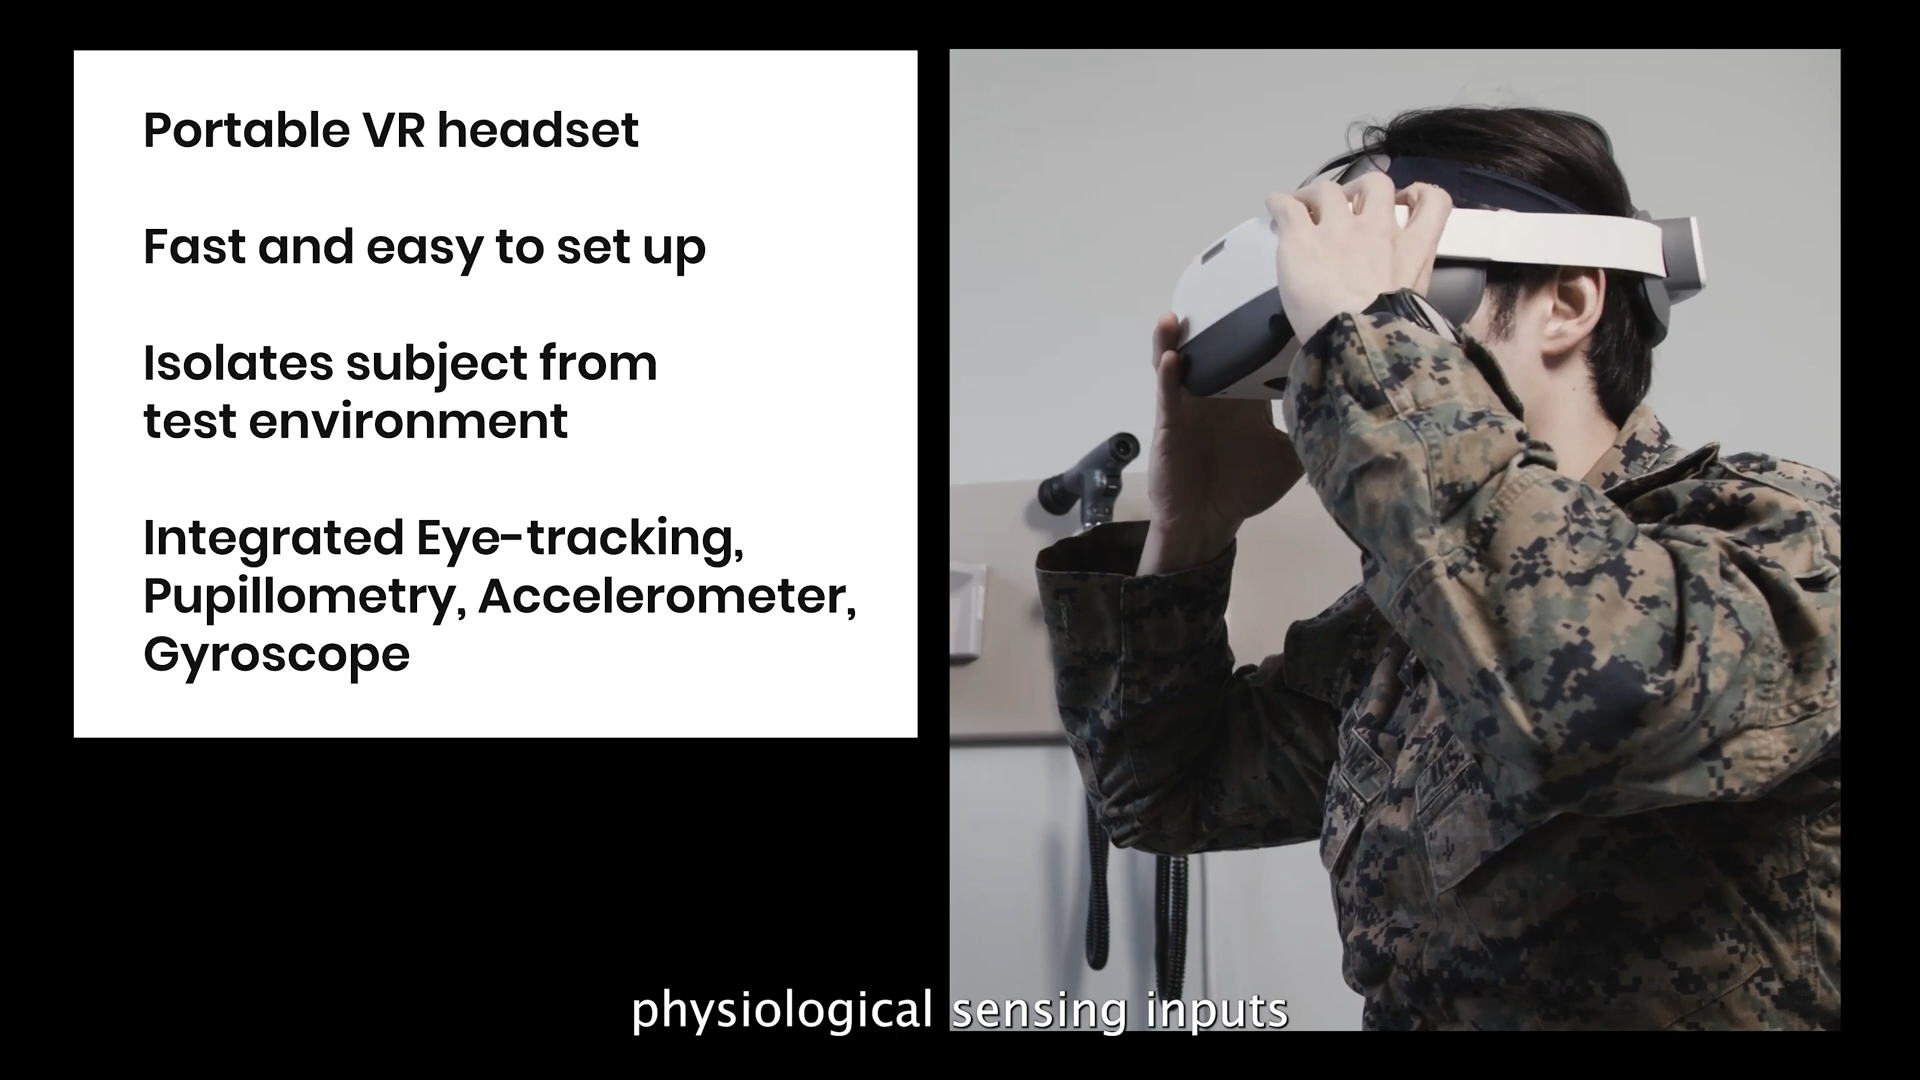 Portable VR headset
Fast and easy to set up
Isolates subject from
test environment
Integrated Eye-tracking,
Pupillometry, Accelerometer,
Gyroscope
physiological sensing inputs